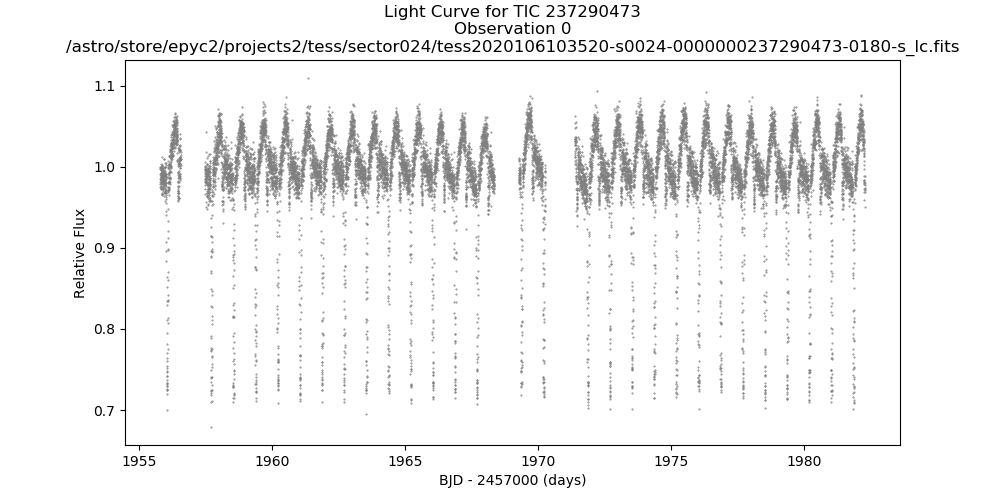 Light Curve for TIC 237290473
Observation 0
/astro/store/epyc2/projects2/tess/sector024/tess2020106103520-s0024-0000000237290473-0180-s_lc.fits
1.1
1.0
0.9
0.8
0.7
Relative Flux
1955 1960 1965 1970 1975 1980
BJD - 2457000 (days)